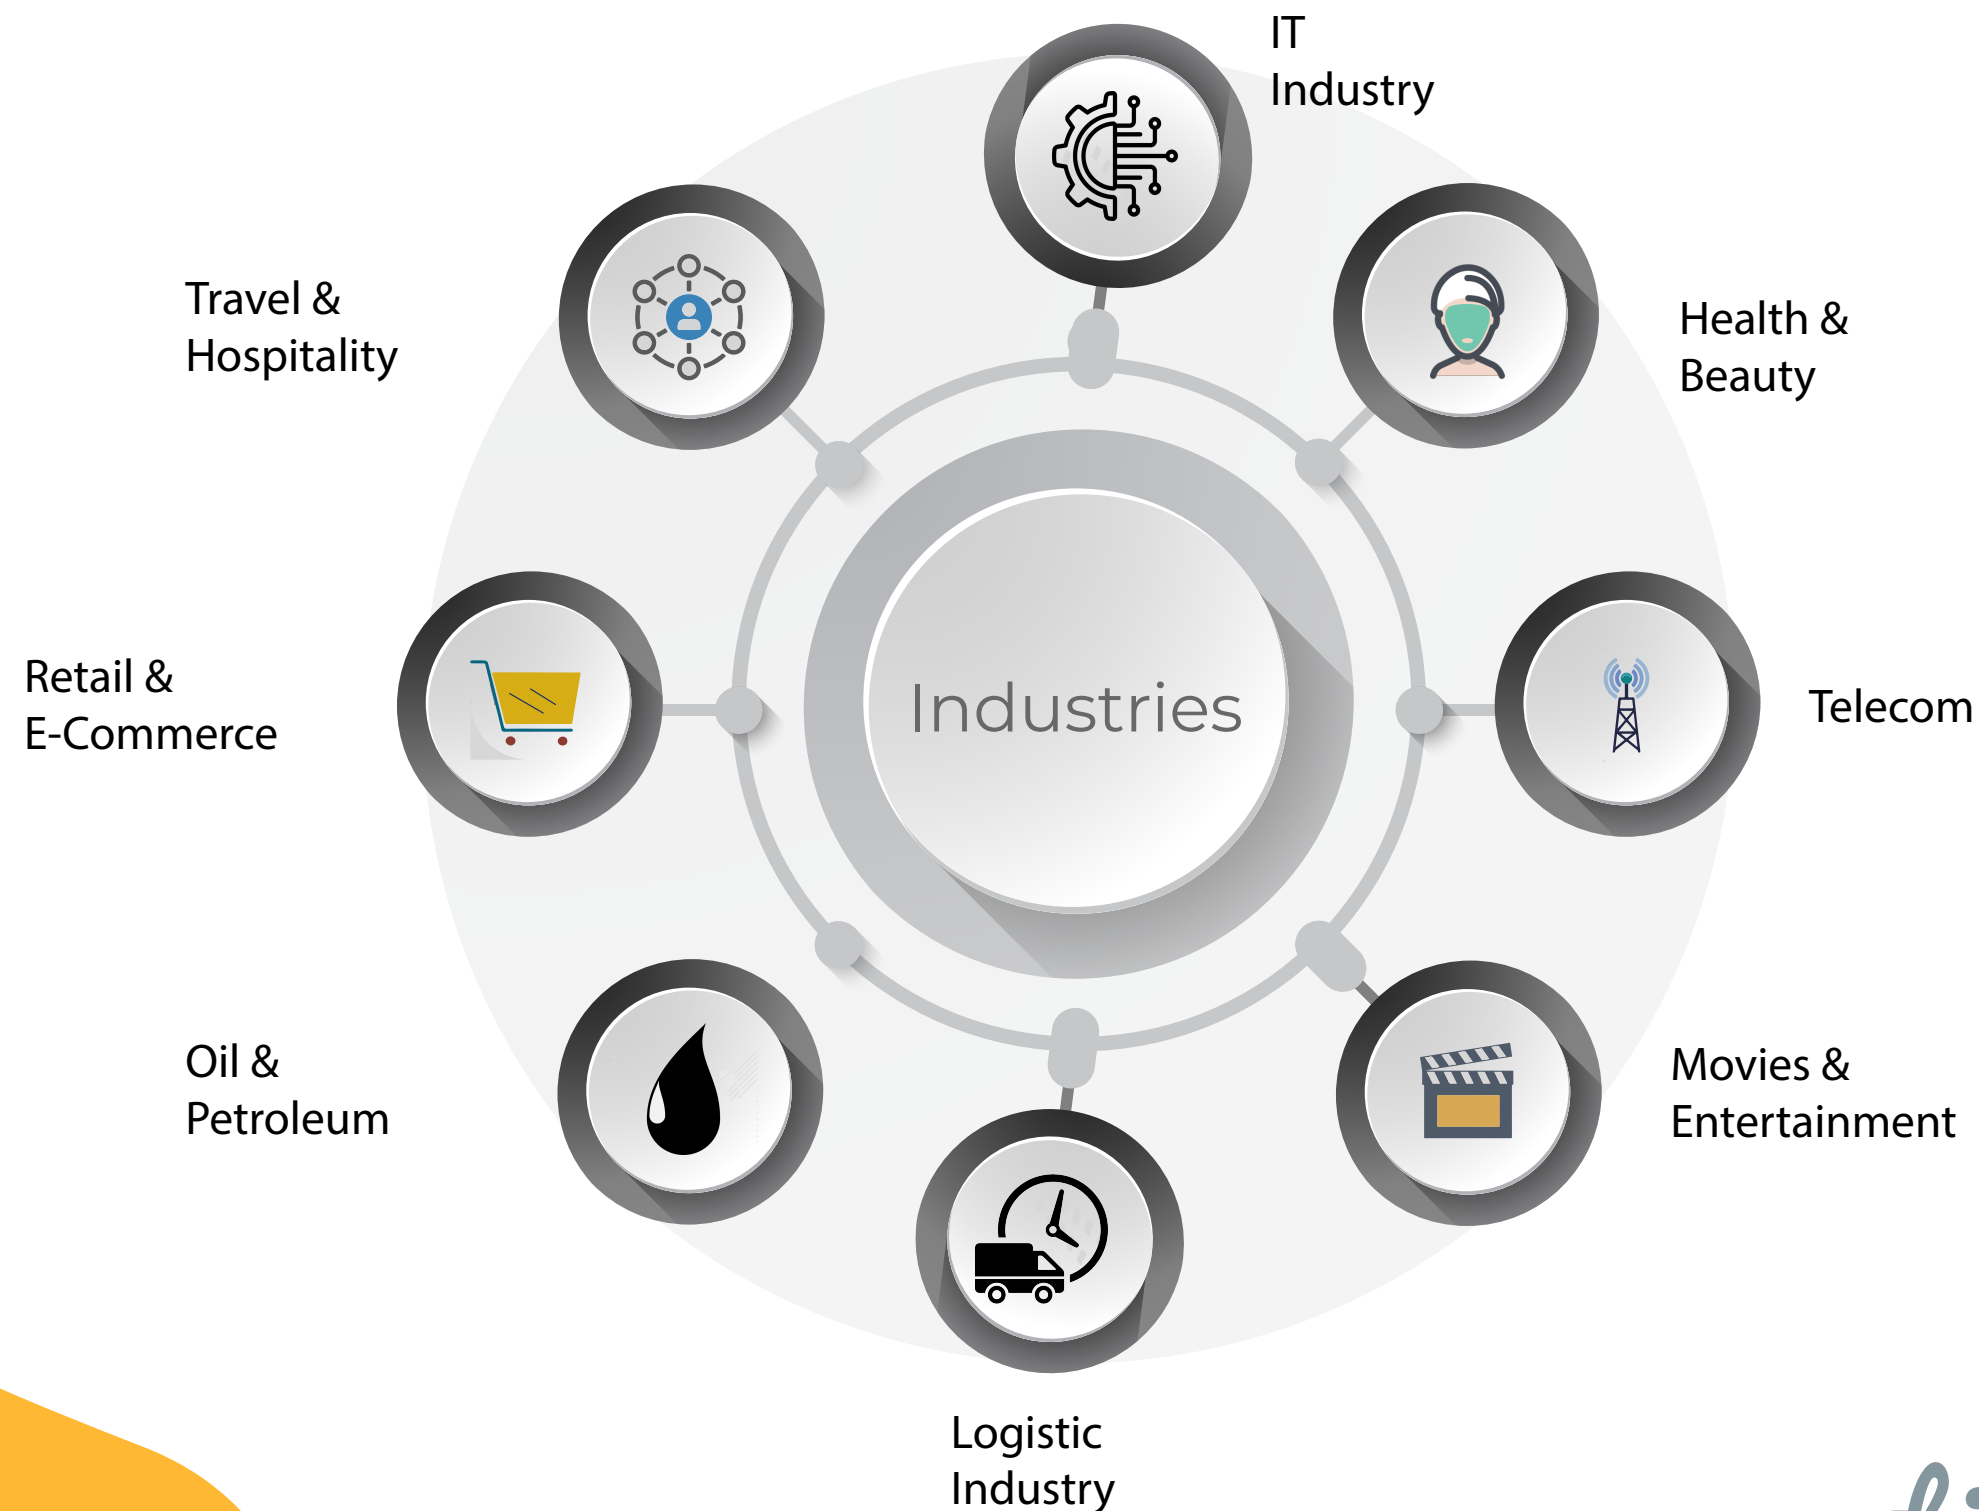 IT
Industry
Travel &
Hospitality
Health &
Beauty
Retail &
E-Commerce
Industries
Telecom
Oil &
Petroleum
Movies &
Entertainment
Logistic
Industry